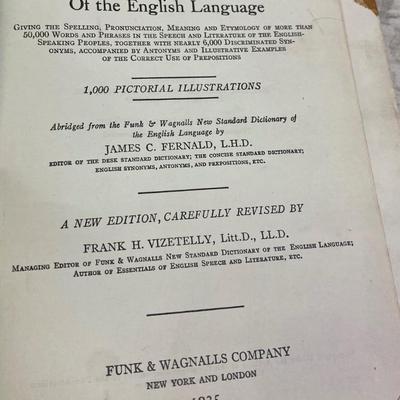 Of the English Language
Giving the Spelling, Pronunciation, Meaning and Etymology of more than
50,000 Words and Phrases in the Speech and Literature of the English-
Speaking Peoples, together with nearly 6,000 Discriminated Syn-
onyms, accompanied by Antonyms and Illustrative Examples
of the Correct Use of Prepositions
1,000 PICTORIAL ILLUSTRATIONS
Abridged from the Funk & Wagnalls New Standard Dictionary of
the English Language by
JAMES C. FERNALD, L.H.D.
EDITOR OF THE DESK STANDARD DICTIONARY; THE CONCISE STANDARD DICTIONARY;
ENGLISH SYNONYMS, ANTONYMS, AND PREPOSITIONS, ETC.
A NEW EDITION, CAREFULLY REVISED BY
FRANK H. VIZETELLY, Litt.D., LL.D.
Managing Editor of Funk & Wagnalls New Standard Dictionary of the English Language;
Author of Essentials of English Speech and Literature, etc.
FUNK & WAGNALLS COMPANY
NEW YORK AND LONDON